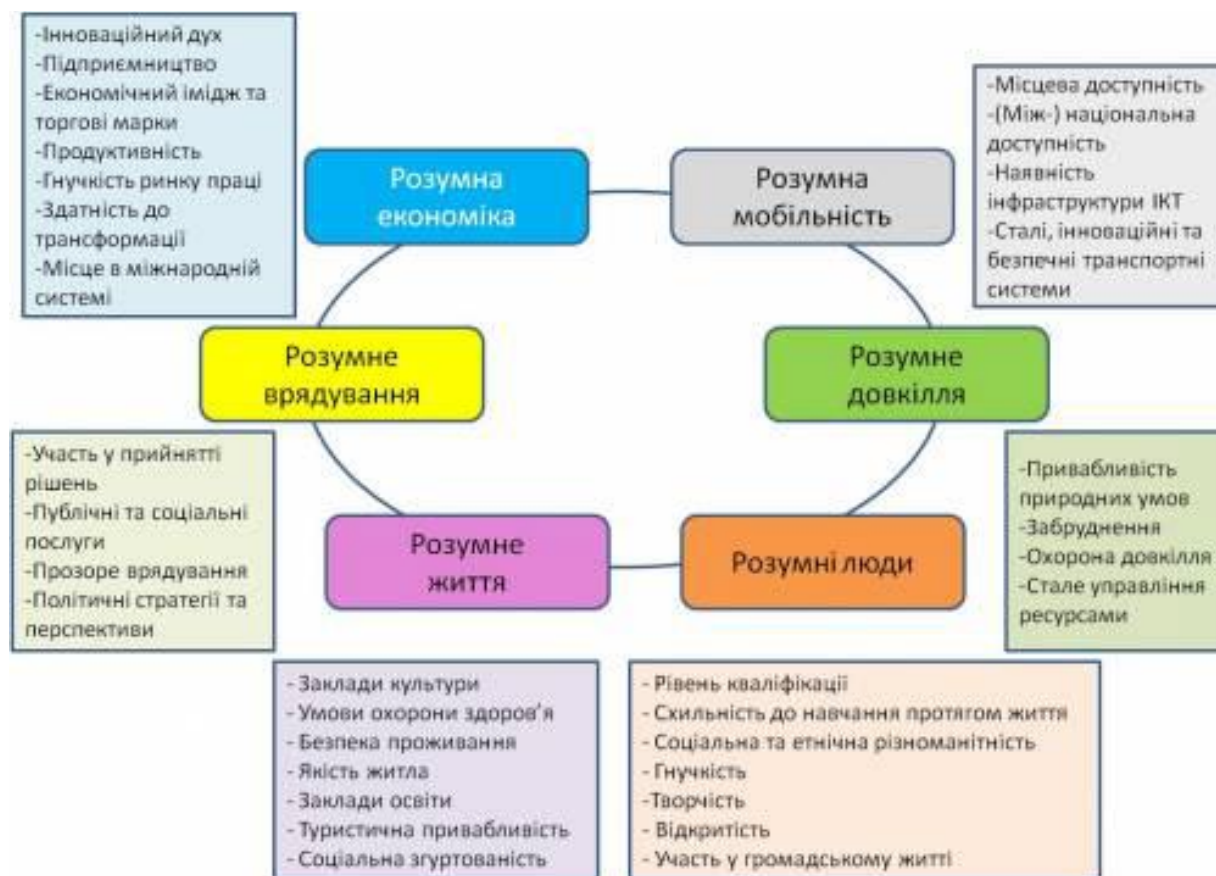 -Інноваційний дух
-Підприємництво
-Економічний імідж та
торгові марки
-Продуктивність
-Гнучкість ринку праці
-Здатність до
трансформації
-Місце в міжнародній
системі
Розумна
економіка
Розумна
мобільність
-Місцева доступність
-(Між-) національна
доступність
-Наявність
інфраструктури ІКТ
-Сталі, інноваційні та
безпечні транспортні
системи
Розумне
врядування
Розумне
довкілля
-Участь у прийнятті
рішень
-Публічні та соціальні
послуги
-Прозоре врядування
-Політичні стратегії та
перспективи
Розумне
життя
Розумні люди
-Привабливість
природних умов
-Забруднення
-Охорона довкілля
-Стале управління
ресурсами
- Заклади культури
- Умови охорони здоров'я
- Безпека проживання
- Якість житла
- Заклади освіти
- Туристична привабливість
- Соціальна згуртованість
- Рівень кваліфікації
- Схильність до навчання протягом життя
- Соціальна та етнічна різноманітність
- Гнучкість
-Творчість
- Відкритість
- Участь у громадському житті